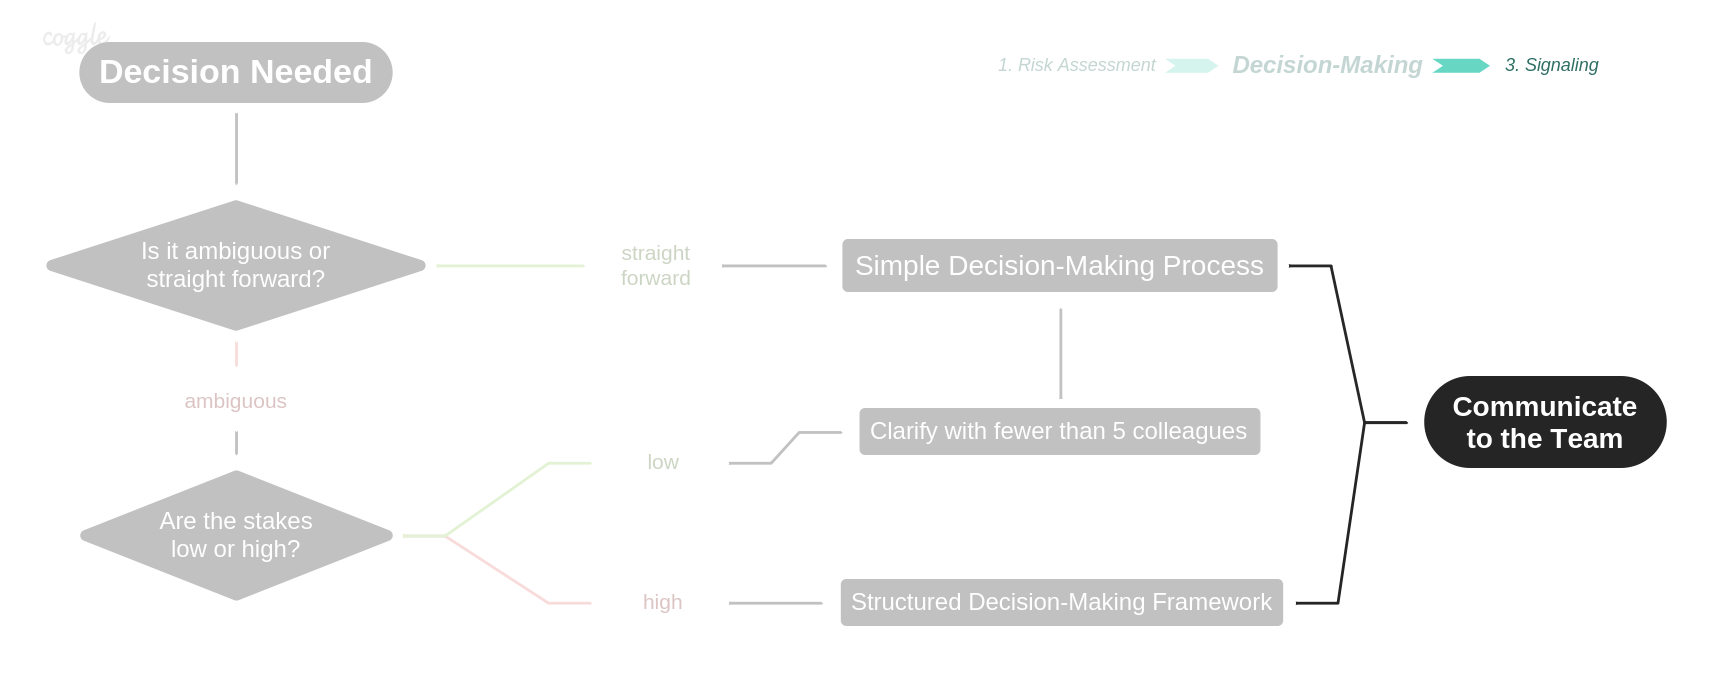 coggle
Decision Needed
1. Risk Assessment
Decision-Making
3. Signaling
Is it ambiguous or
straight forward?
straight
forward
Simple Decision-Making Process
ambiguous
Communicate
to the Team
Clarify with fewer than 5 colleagues
low
Are the stakes
low or high?
high
Structured Decision-Making Framework